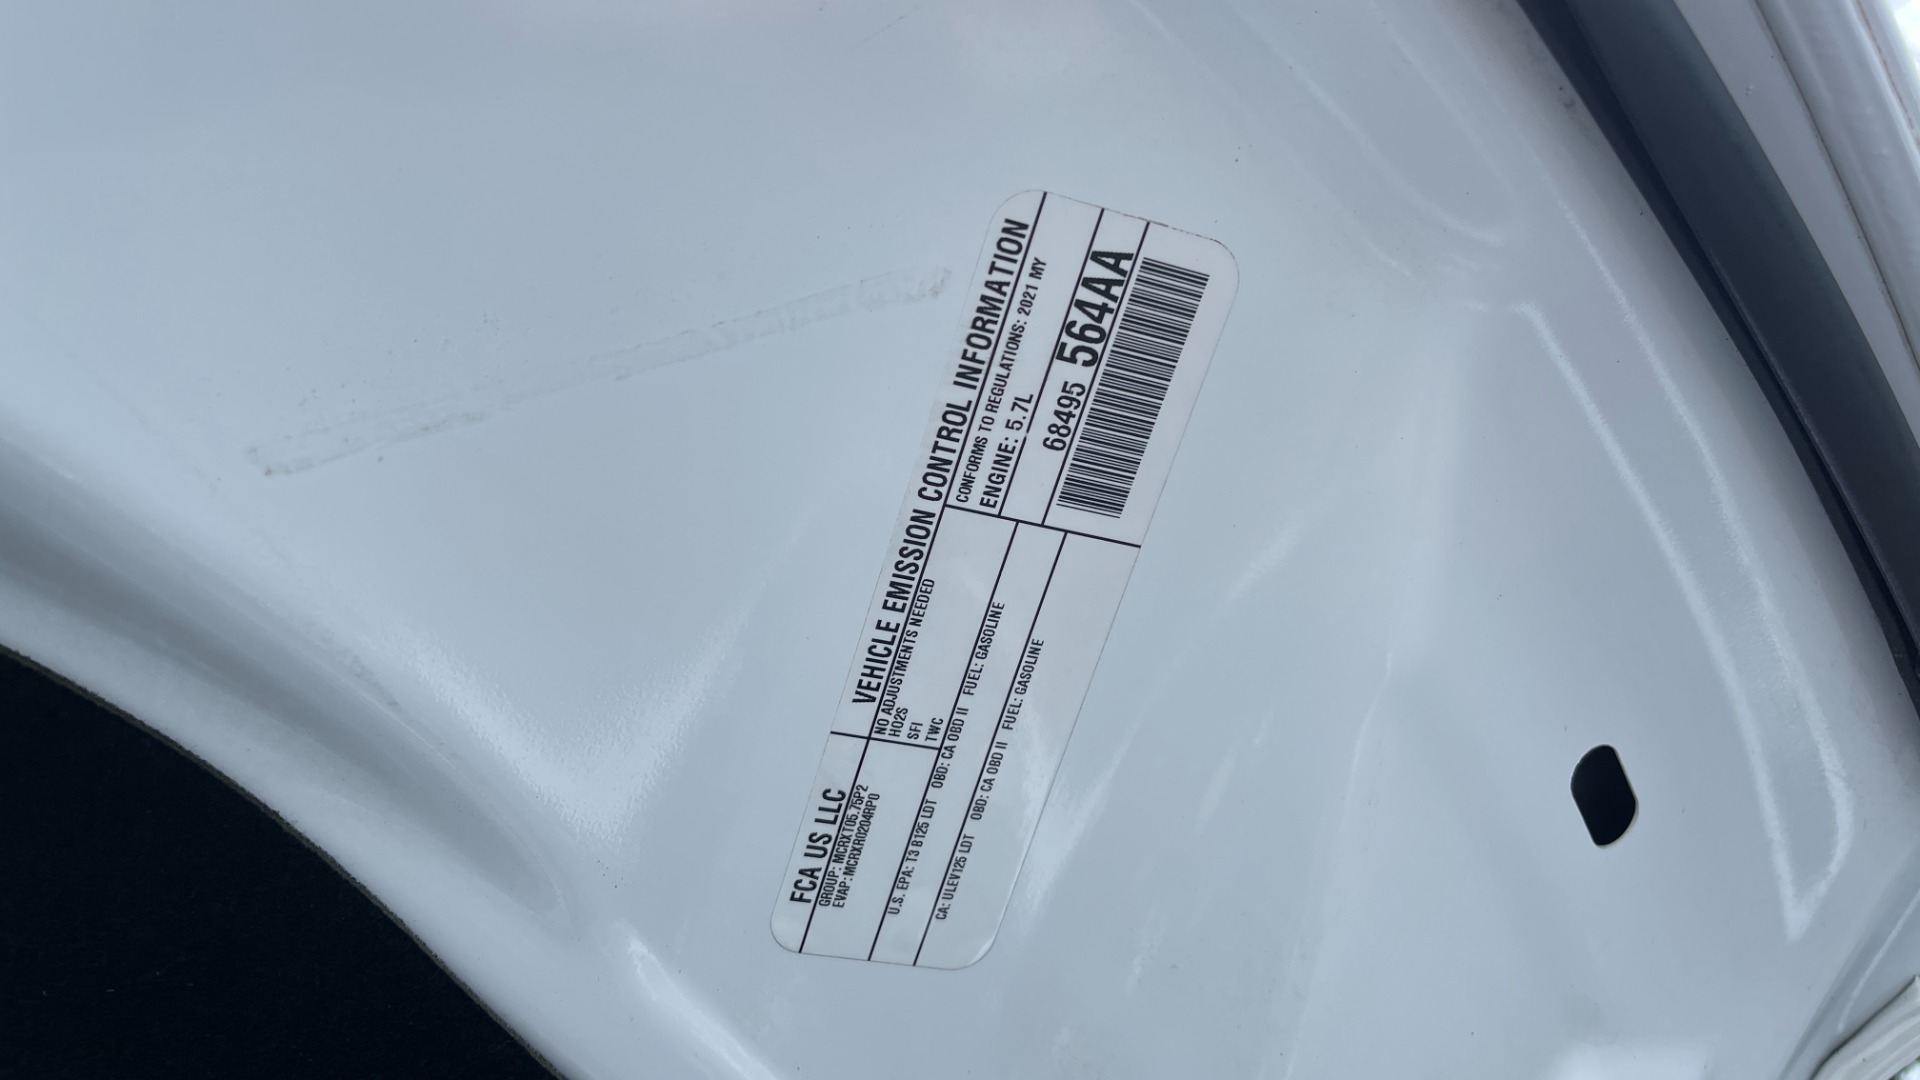 FCA US LLC
GROUP: MCRXT05.75P2
EVAP: MCRXR0204RP0
VEHICLE EMISSION CONTROL INFORMATION
NO ADJUSTMENTS NEEDED
HO2S
SFI
TWC
CONFORMS TO REGULATIONS: 2021 MY
ENGINE: 5.7L
U.S. EPA: T3 B125 LDT OBD: CA OBD II FUEL: GASOLINE
CA: ULEV125 LDT OBD: CA OBD II FUEL: GASOLINE
68495 564AA